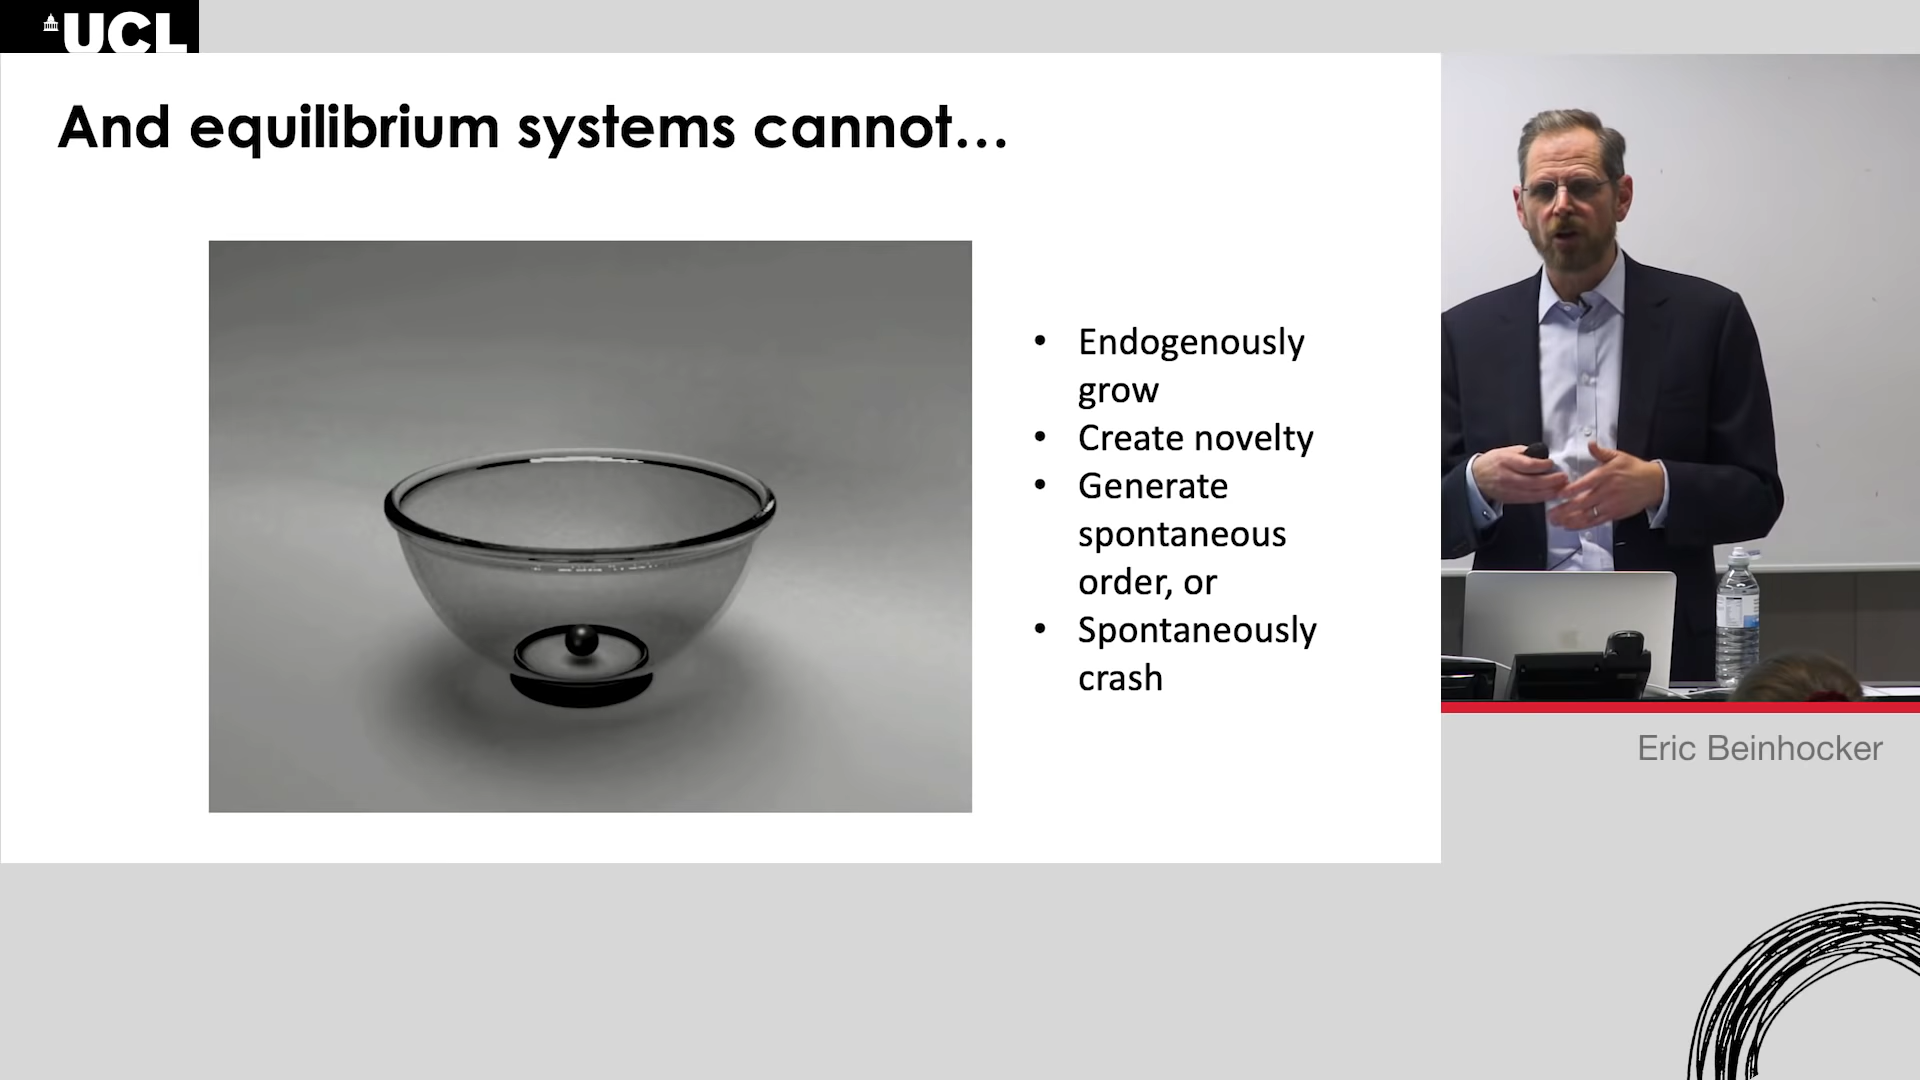 UCL
And equilibrium systems cannot...
• Endogenously
grow
• Create novelty
• Generate
spontaneous
order, or
• Spontaneously
crash
Eric Beinhocker